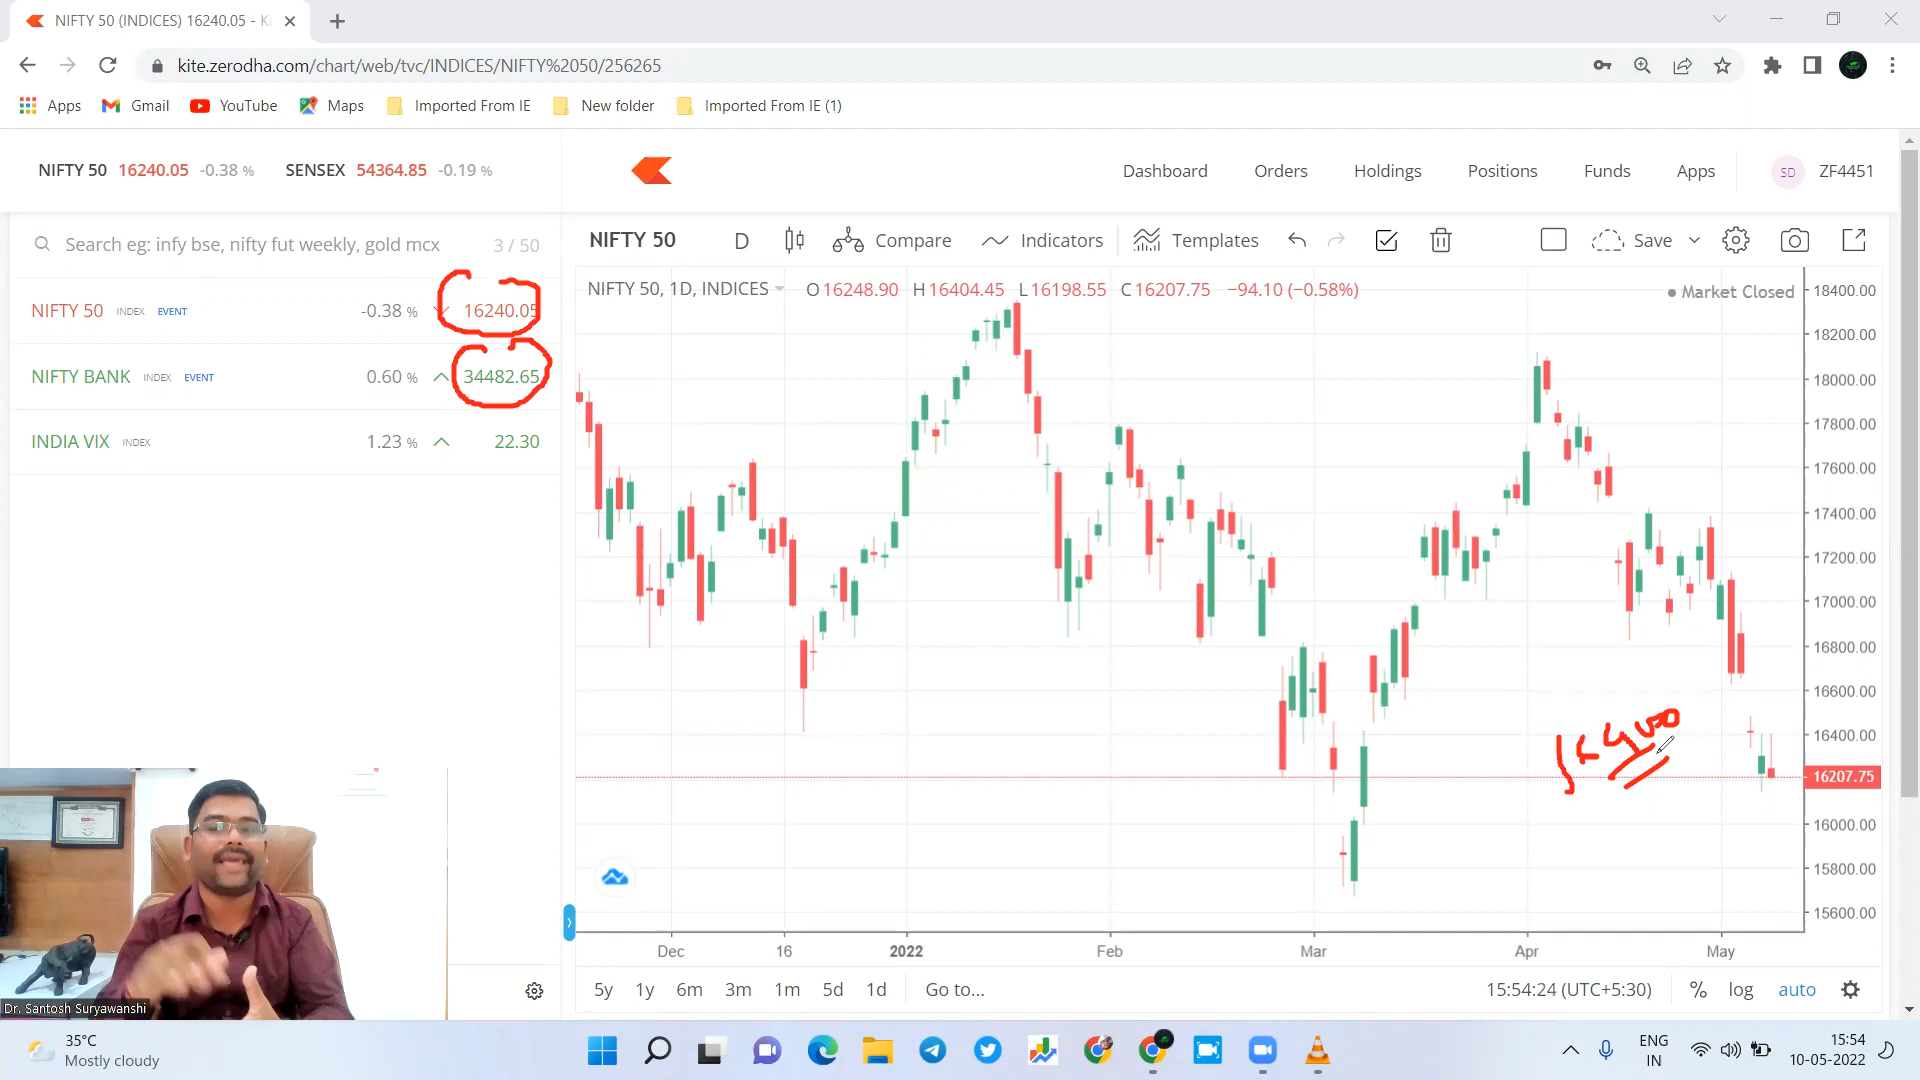 NIFTY 50 (INDICES) 16240.05 - Ki
kite.zerodha.com/chart/web/tvc/INDICES/NIFTY%2050/256265
Apps Gmail YouTube Maps Imported From IE New folder Imported From IE (1)
NIFTY 50 16240.05 -0.38 % SENSEX 54364.85 -0.19 %
Dashboard Orders Holdings Positions Funds Apps SD ZF4451
Search eg: infy bse, nifty fut weekly, gold mcx 3 / 50
NIFTY 50 INDEX EVENT -0.38 % 16240.05
NIFTY BANK INDEX EVENT 0.60 % 34482.65
INDIA VIX INDEX 1.23 % 22.30
NIFTY 50 D Compare Indicators Templates Save
NIFTY 50, 1D, INDICES O16248.90 H16404.45 L16198.55 C16207.75 −94.10 (−0.58%)
Market Closed
18400.00
18200.00
18000.00
17800.00
17600.00
17400.00
17200.00
17000.00
16800.00
16600.00
16400.00
16207.75
16000.00
15800.00
15600.00
Dec 16 2022 Feb Mar Apr May
5y 1y 6m 3m 1m 5d 1d Go to... 15:54:24 (UTC+5:30) % log auto
Dr. Santosh Suryawanshi
35°C
Mostly cloudy
ENG
IN
15:54
10-05-2022